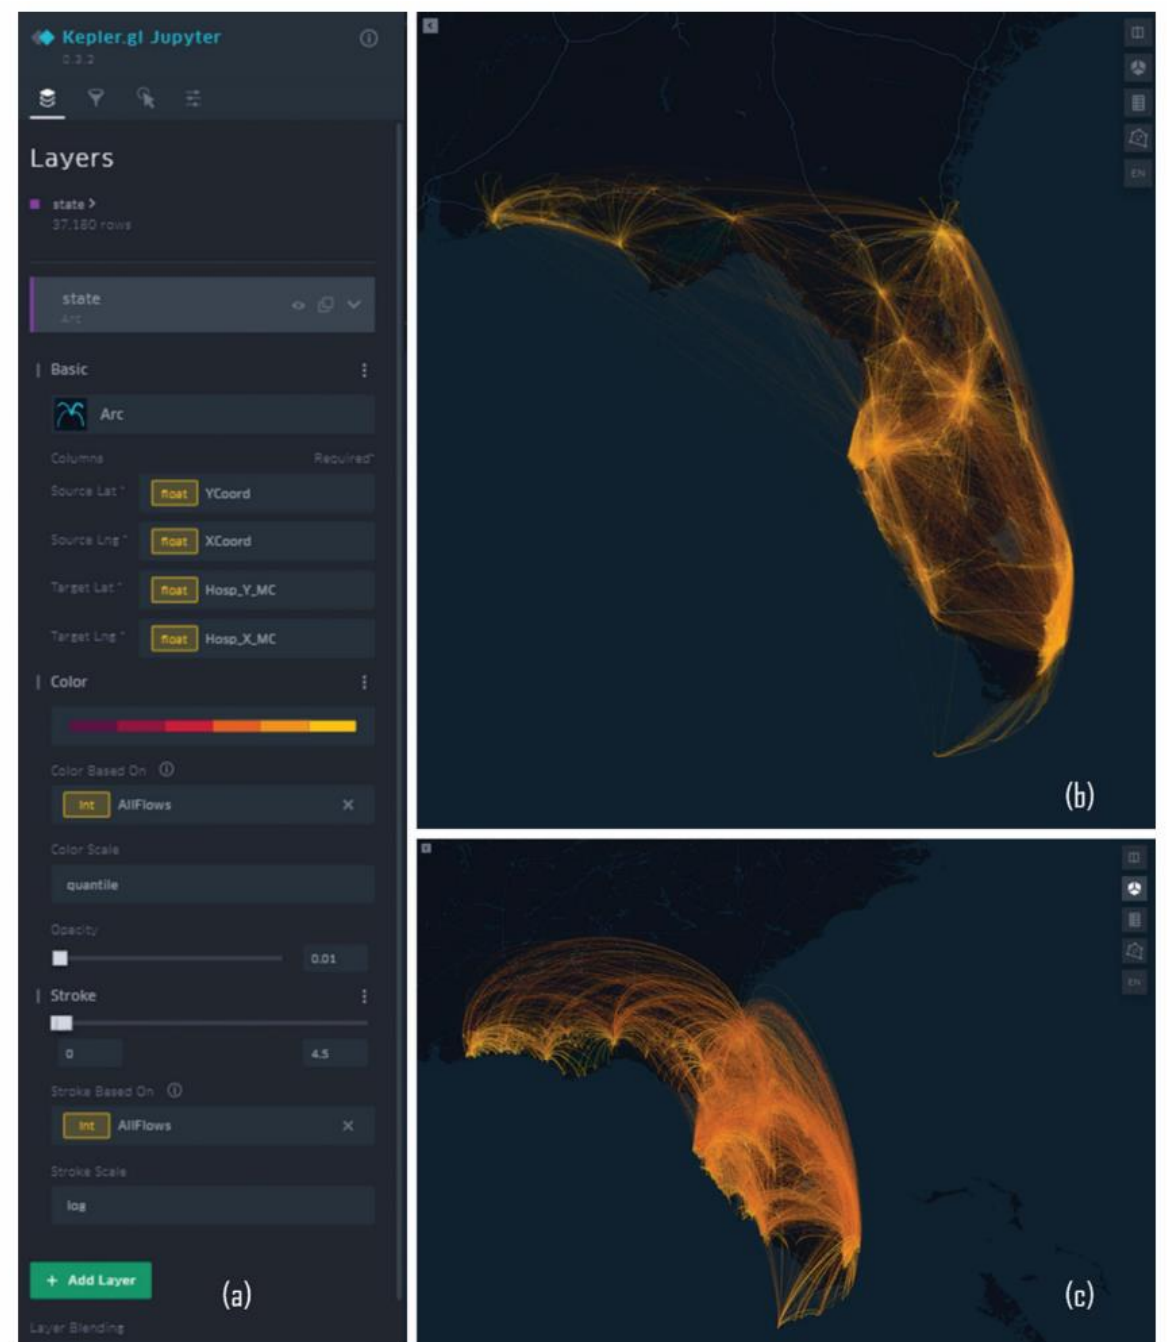 Kepler.gl Jupyter
0.3.2
Layers
state >
37,180 rows
state
Arc
Basic
Arc
Columns Required*
Source Lat * float YCoord
Source Lng * float XCoord
Target Lat * float Hosp_Y_MC
Target Lng * float Hosp_X_MC
Color
Color Based On
int AllFlows
Color Scale
quantile
Opacity
0.01
Stroke
0 4.5
Stroke Based On
int AllFlows
Stroke Scale
log
+ Add Layer
(a)
Layer Blending
EN
(b)
EN
(c)